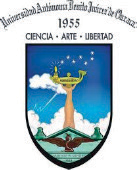 Universidad Autónoma Benito Juárez de Oaxaca
1955
CIENCIA • ARTE • LIBERTAD